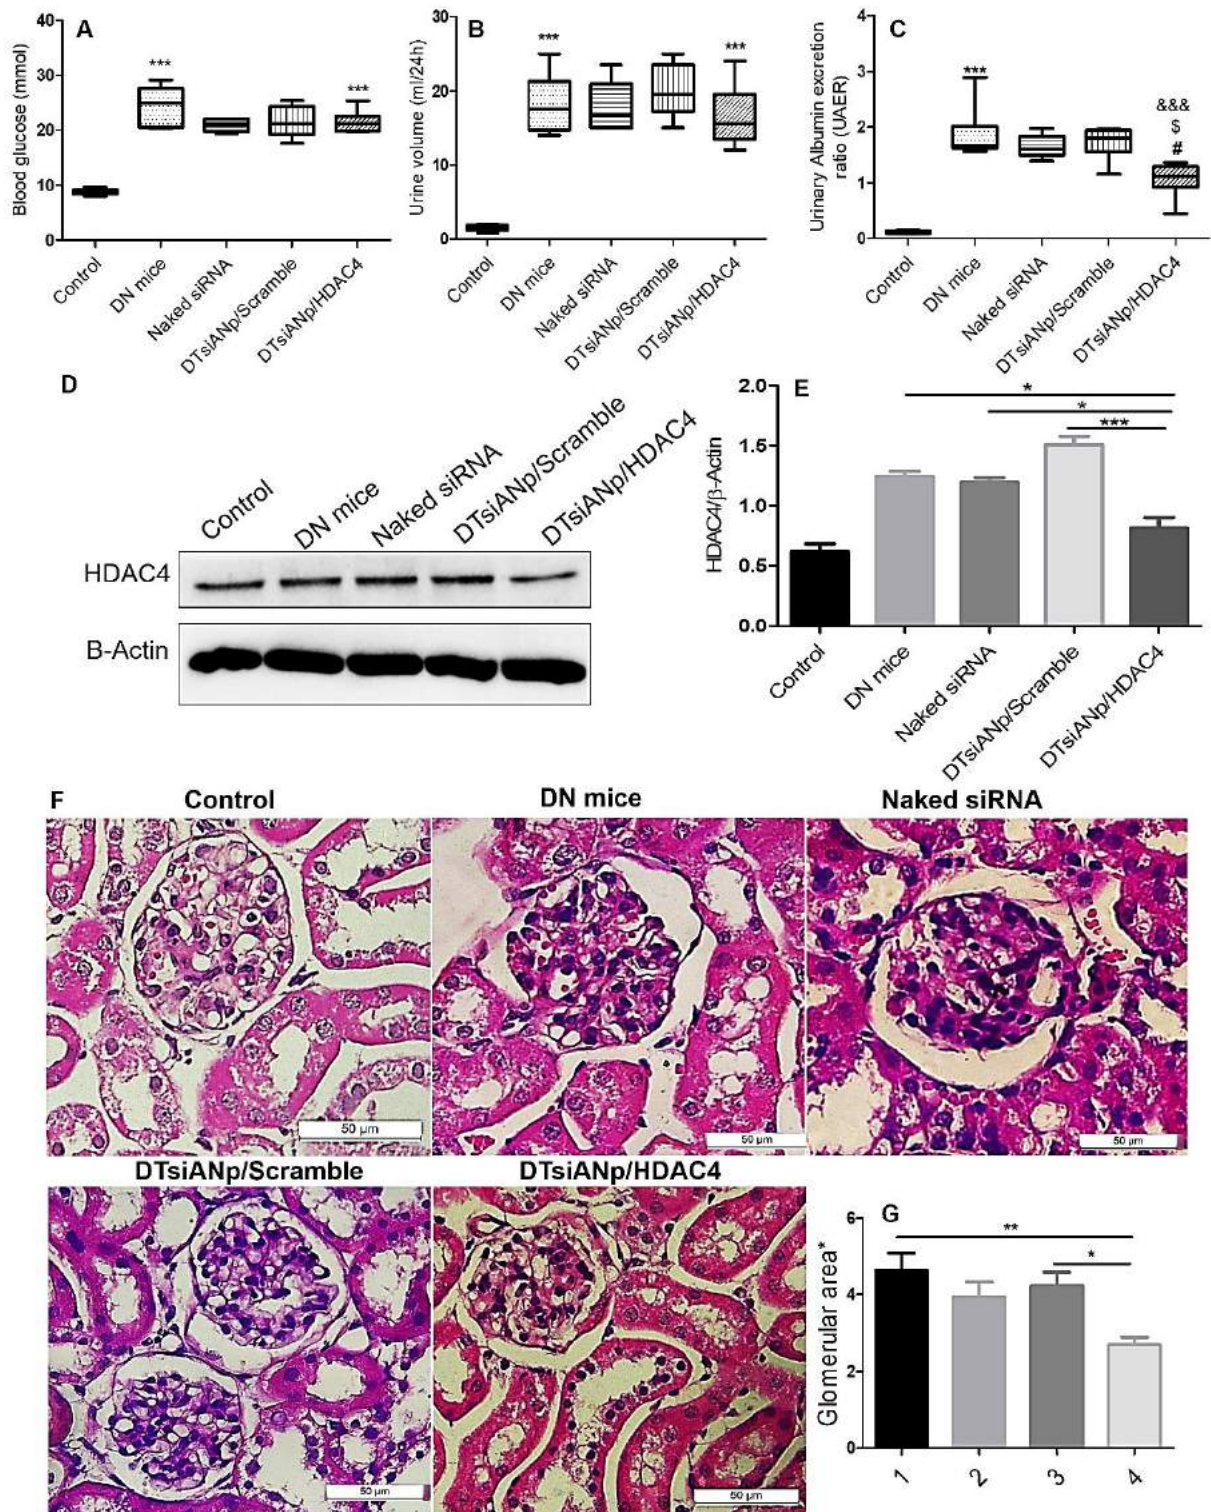 A
Blood glucose (mmol)
40
30
20
10
0
***
***
Control
DN mice
Naked siRNA
DTsiANp/Scramble
DTsiANp/HDAC4
B
Urine volume (ml/24h)
30
20
10
0
***
***
Control
DN mice
Naked siRNA
DTsiANp/Scramble
DTsiANp/HDAC4
C
Urinary Albumin excretion
ratio (UAER)
4
3
2
1
0
***
&&&
$
#
Control
DN mice
Naked siRNA
DTsiANp/Scramble
DTsiANp/HDAC4
D
Control
DN mice
Naked siRNA
DTsiANp/Scramble
DTsiANp/HDAC4
HDAC4
B-Actin
E
HDAC4/β-Actin
2.0
1.5
1.0
0.5
0.0
*
*
***
Control
DN mice
Naked siRNA
DTsiANp/Scramble
DTsiANp/HDAC4
F
Control
DN mice
Naked siRNA
50 µm
50 µm
50 µm
DTsiANp/Scramble
DTsiANp/HDAC4
50 µm
50 µm
G
Glomerular area*
6
4
2
0
**
*
1
2
3
4